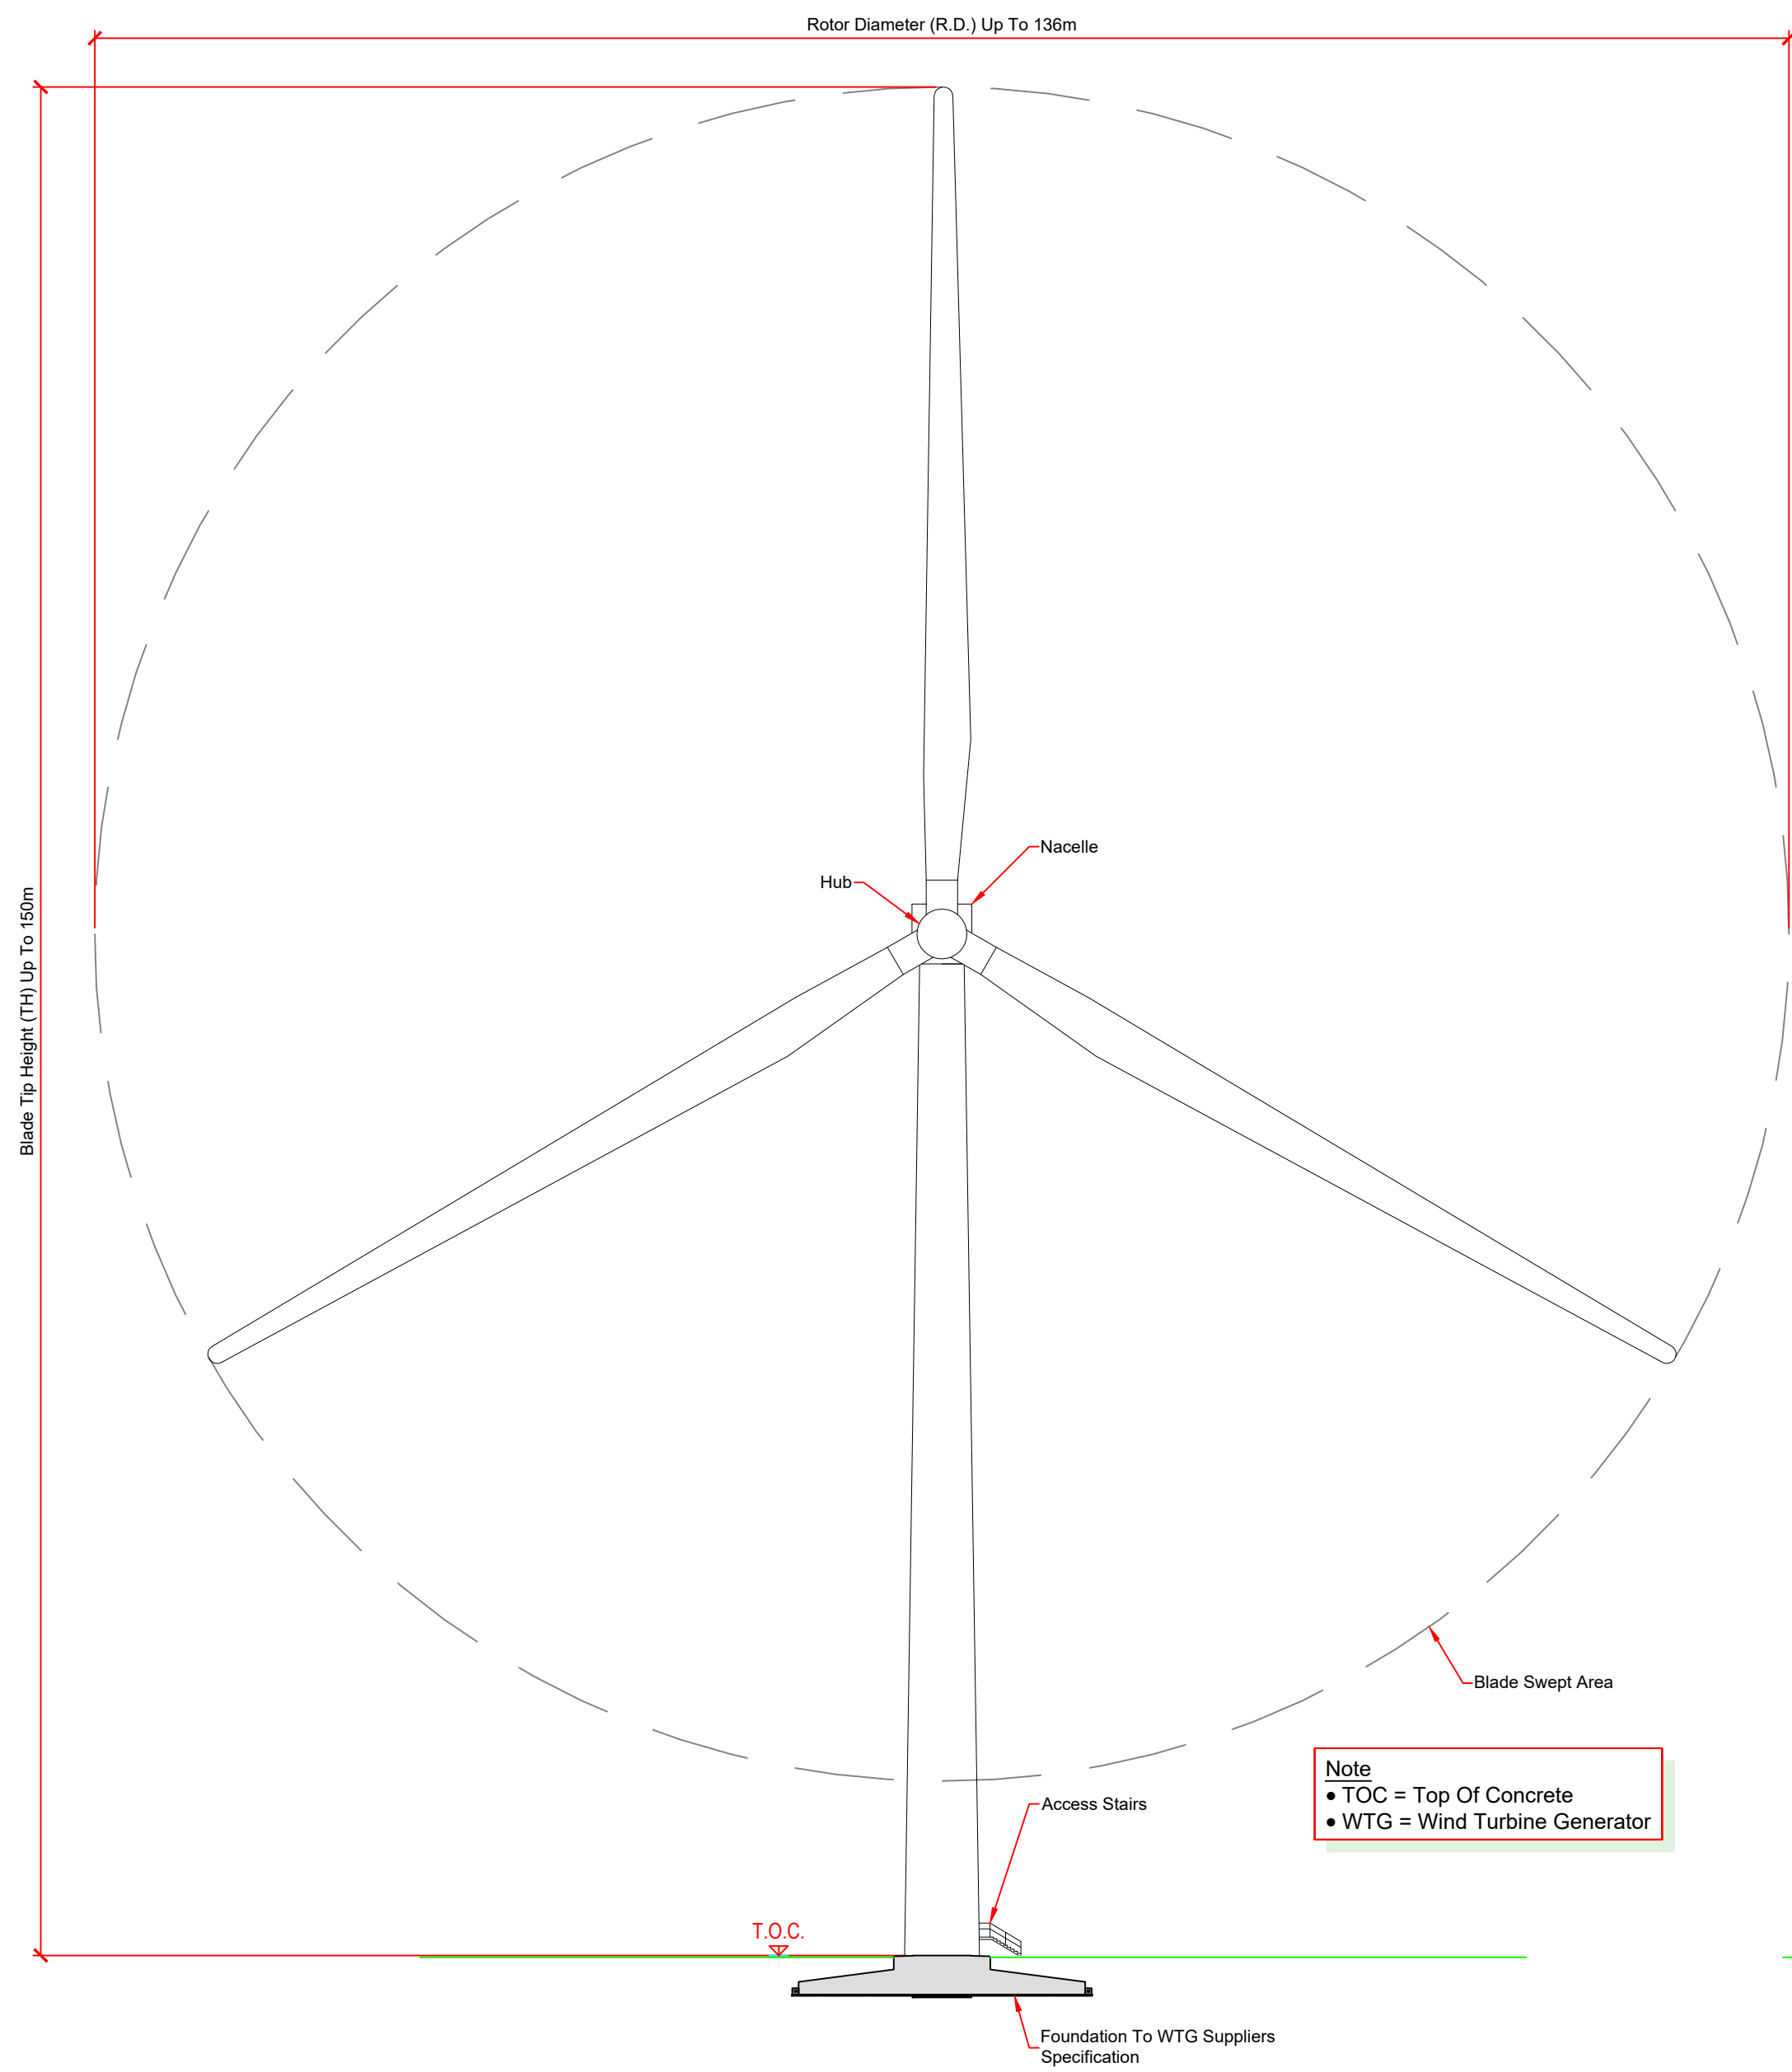 Rotor Diameter (R.D.) Up To 136m
Blade Tip Height (TH) Up To 150m
Nacelle
Hub
Blade Swept Area
Note
• TOC = Top Of Concrete
• WTG = Wind Turbine Generator
Access Stairs
T.O.C.
Foundation To WTG Suppliers
Specification